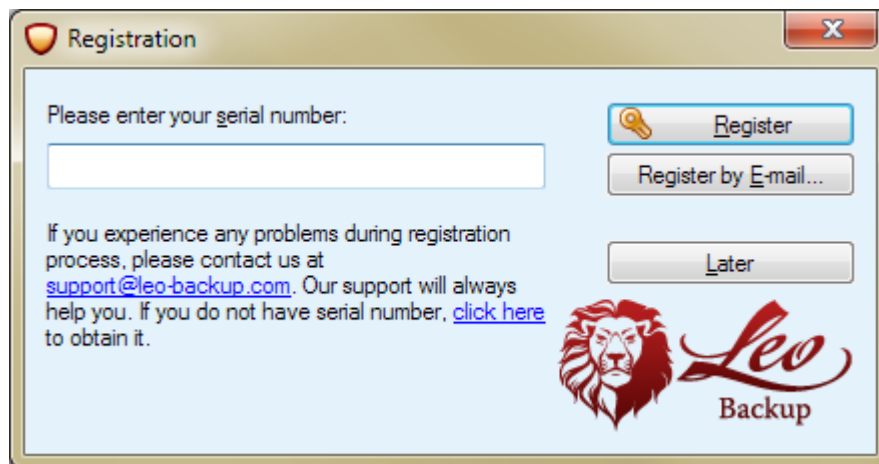 Registration
Please enter your serial number:
Register
Register by E-mail...
If you experience any problems during registration
process, please contact us at
support@leo-backup.com. Our support will always
help you. If you do not have serial number, click here
to obtain it.
Later
Leo
Backup